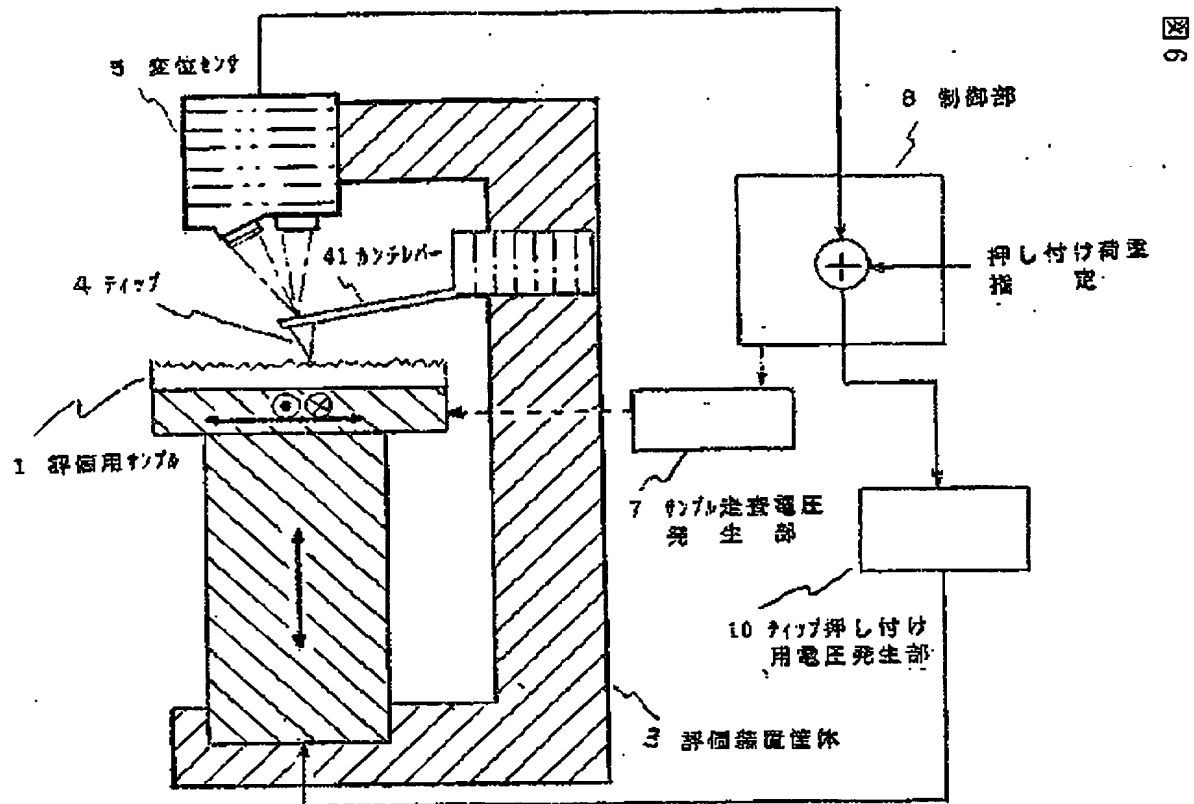 図6
5 変位センサ
8 制御部
41 カンチレバー
押し付け荷重
指 定
4 ティップ
1 評価用サンプル
7 サンプル走査電圧
発 生 部
10 ティップ押し付け
用電圧発生部
3 評価装置筐体